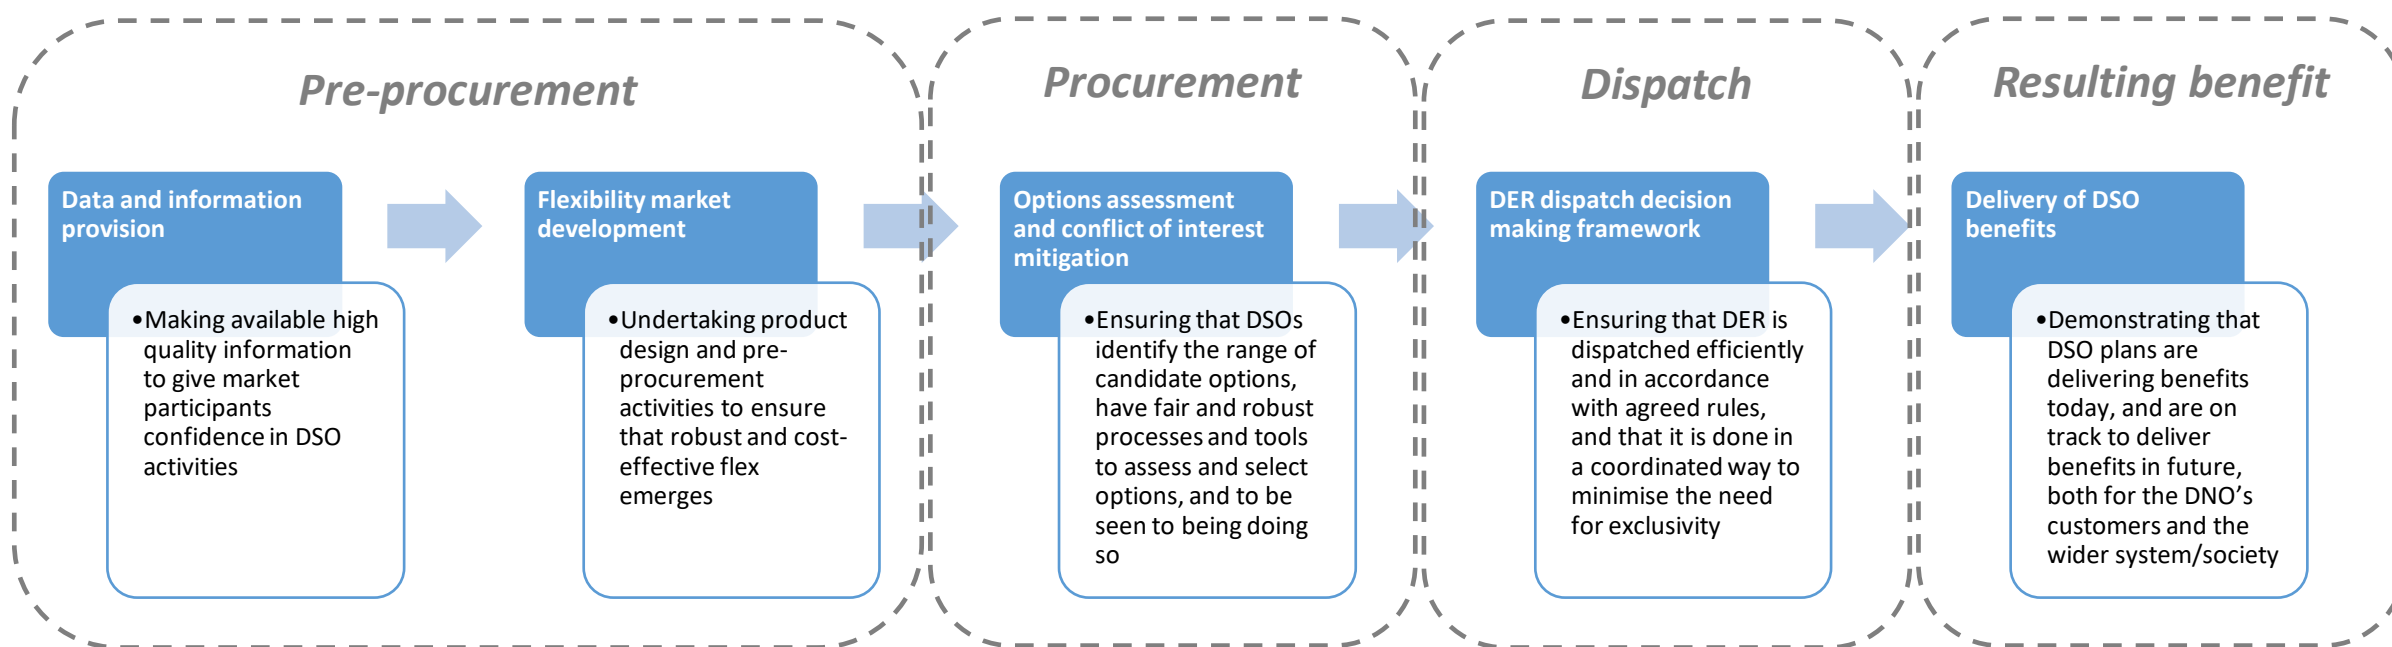 Pre-procurement
Procurement
Dispatch
Resulting benefit
Data and information
provision
•Making available high
quality information
to give market
participants
confidence in DSO
activities
Flexibility market
development
•Undertaking product
design and pre-
procurement
activities to ensure
that robust and cost-
effective flex
emerges
Options assessment
and conflict of interest
mitigation
•Ensuring that DSOs
identify the range of
candidate options,
have fair and robust
processes and tools
to assess and select
options, and to be
seen to being doing
so
DER dispatch decision
making framework
•Ensuring that DER is
dispatched efficiently
and in accordance
with agreed rules,
and that it is done in
a coordinated way to
minimise the need
for exclusivity
Delivery of DSO
benefits
•Demonstrating that
DSO plans are
delivering benefits
today, and are on
track to deliver
benefits in future,
both for the DNO’s
customers and the
wider system/society